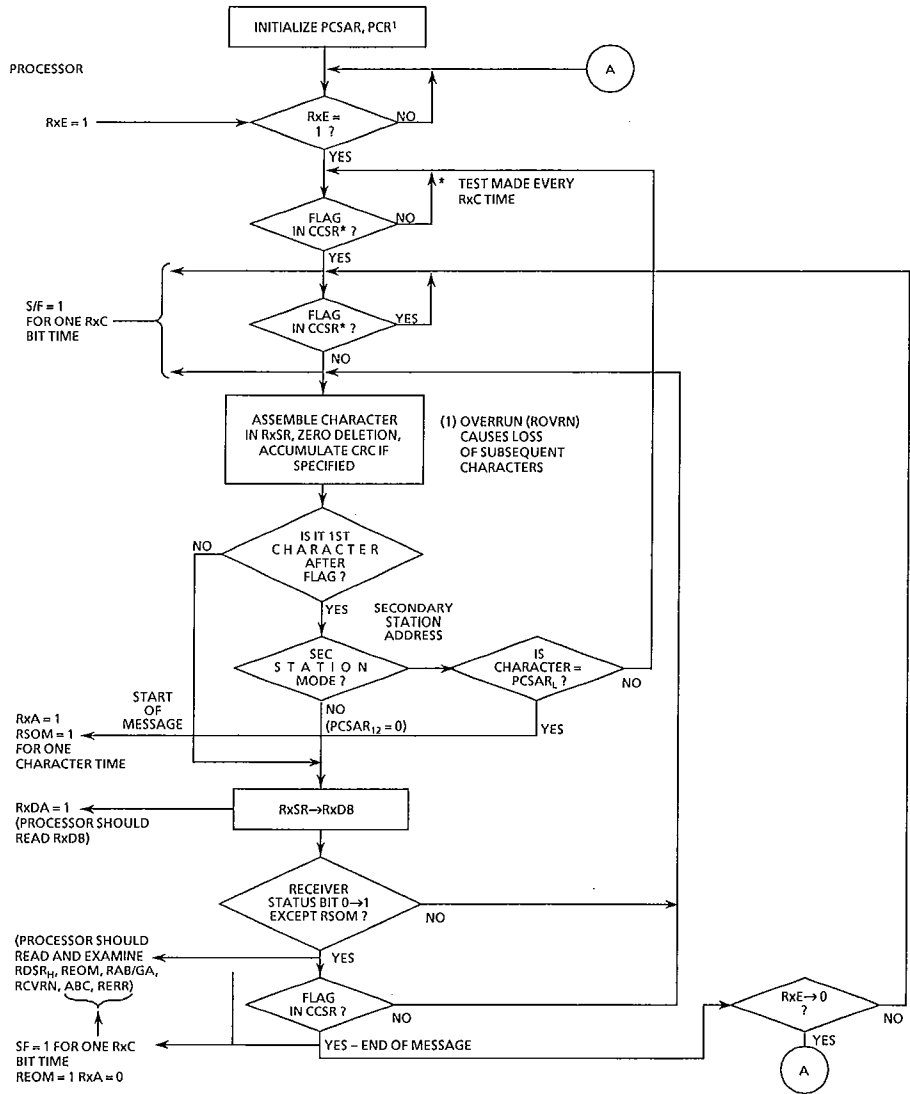 INITIALIZE PCSAR, PCR1
PROCESSOR
A
RxE = 1
RxE =
1 ?
NO
YES
* TEST MADE EVERY
RxC TIME
FLAG
IN CCSR* ?
NO
YES
S/F = 1
FOR ONE RxC
BIT TIME
FLAG
IN CCSR* ?
YES
NO
ASSEMBLE CHARACTER
IN RxSR, ZERO DELETION,
ACCUMULATE CRC IF
SPECIFIED
(1) OVERRUN (ROVRN)
CAUSES LOSS
OF SUBSEQUENT
CHARACTERS
NO
IS IT 1ST
CHARACTER
AFTER
FLAG ?
YES
SECONDARY
STATION
ADDRESS
SEC
STATION
MODE ?
IS
CHARACTER =
PCSARL ?
NO
NO
(PCSAR12 = 0)
YES
START
OF
MESSAGE
RxA = 1
RSOM = 1
FOR ONE
CHARACTER TIME
RxDA = 1
(PROCESSOR SHOULD
READ RxDB)
RxSR→RxDB
RECEIVER
STATUS BIT 0→1
EXCEPT RSOM ?
NO
YES
(PROCESSOR SHOULD
READ AND EXAMINE
RDSRH, REOM, RAB/GA,
RCVRN, ABC, RERR)
FLAG
IN CCSR ?
NO
YES – END OF MESSAGE
SF = 1 FOR ONE RxC
BIT TIME
REOM = 1 RxA = 0
RxE→0
?
NO
YES
A